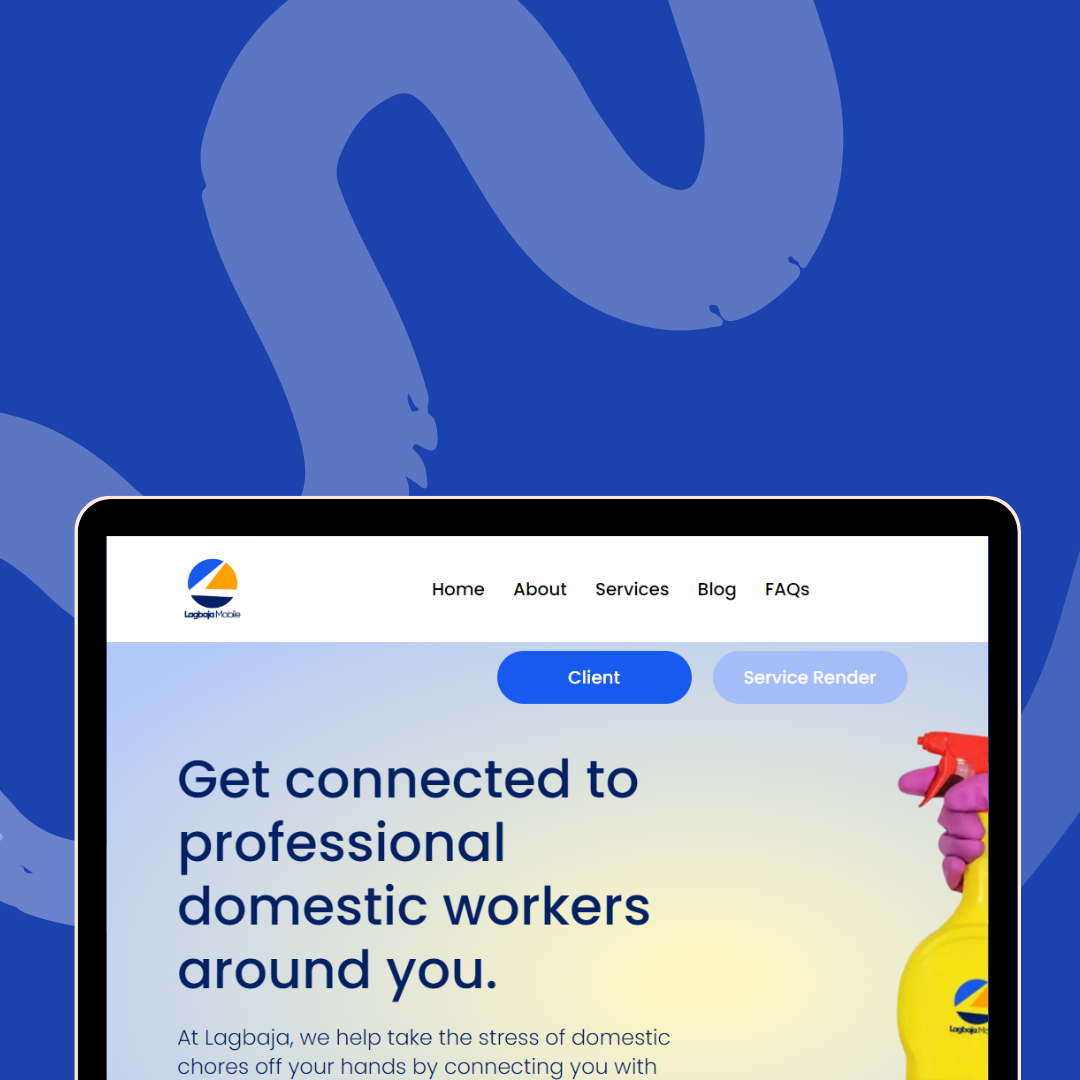 Lagbaja Mobile
Home About Services Blog FAQs
Client Service Render
Get connected to
professional
domestic workers
around you.
At Lagbaja, we help take the stress of domestic
chores off your hands by connecting you with
Lagbaja Mo